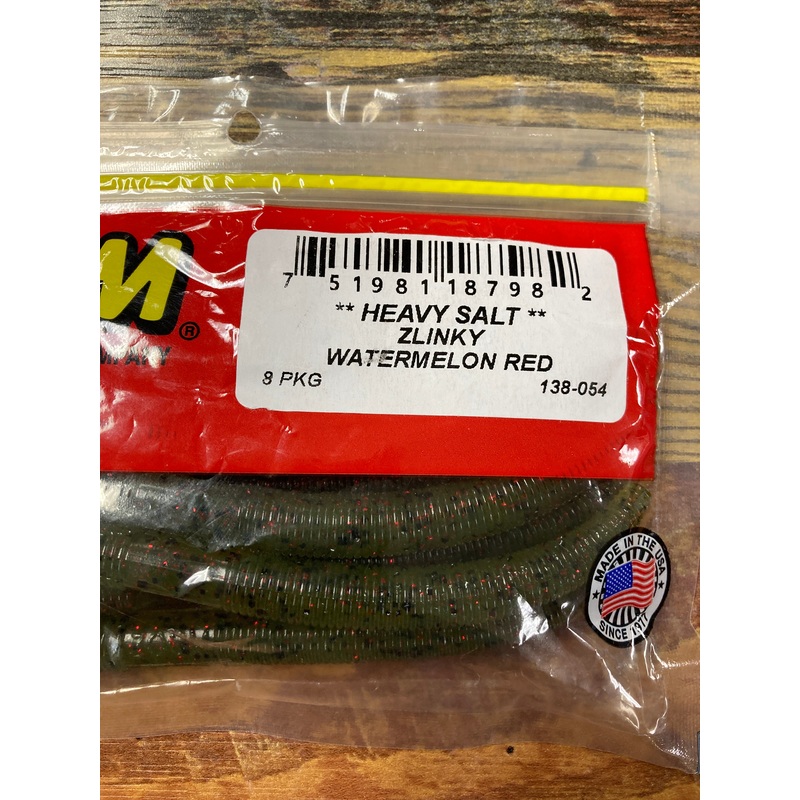 M ®
7 51981 18798 2
** HEAVY SALT **
ZLINKY
WATERMELON RED
8 PKG 138-054
MADE IN THE USA
SINCE 1977